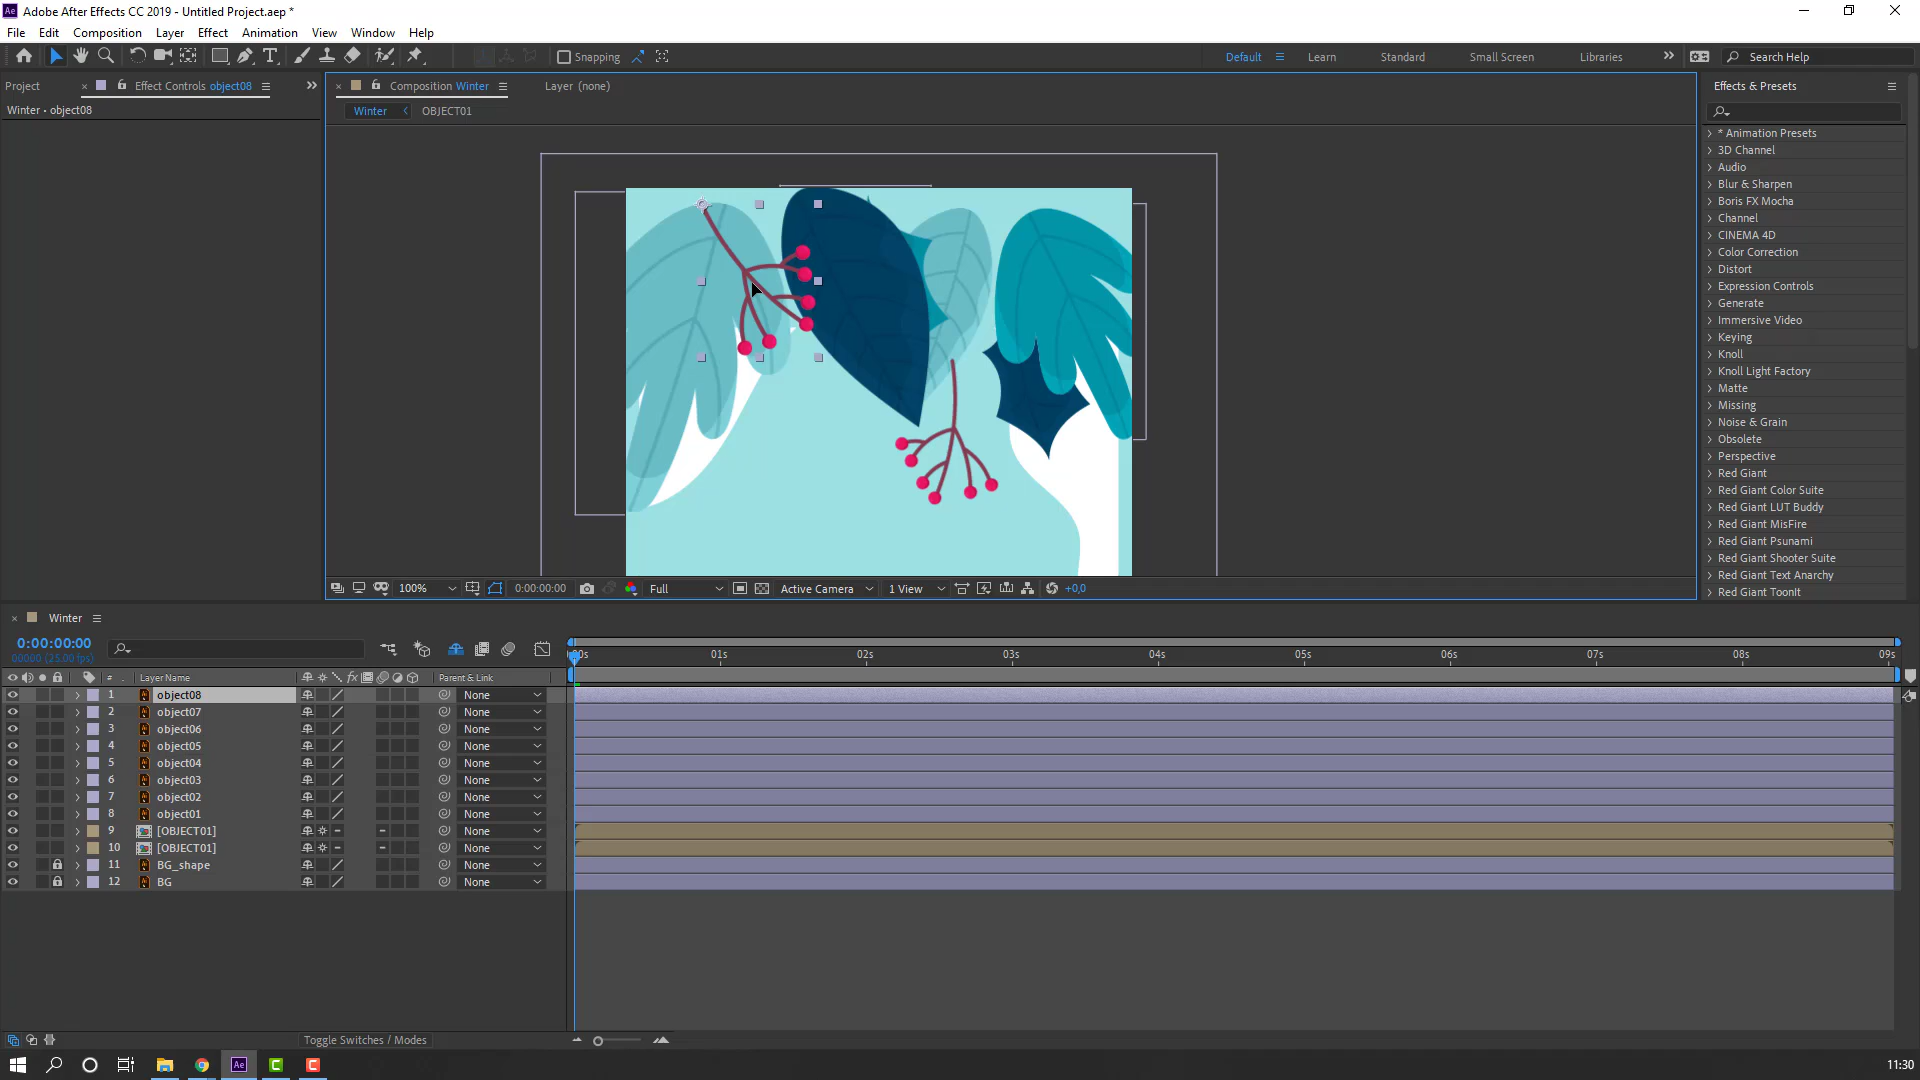 Adobe After Effects CC 2019 - Untitled Project.aep *
File Edit Composition Layer Effect Animation View Window Help
Snapping Default Learn Standard Small Screen Libraries Search Help
Project Effect Controls object08 Composition Winter Layer (none) Effects & Presets
Winter • object08
Winter OBJECT01
* Animation Presets
3D Channel
Audio
Blur & Sharpen
Boris FX Mocha
Channel
CINEMA 4D
Color Correction
Distort
Expression Controls
Generate
Immersive Video
Keying
Knoll
Knoll Light Factory
Matte
Missing
Noise & Grain
Obsolete
Perspective
Red Giant
Red Giant Color Suite
Red Giant LUT Buddy
Red Giant MisFire
Red Giant Psunami
Red Giant Shooter Suite
Red Giant Text Anarchy
Red Giant ToonIt
100% 0:00:00:00 Full Active Camera 1 View +0,0
Winter
0:00:00:00
00000 (25.00 fps)
:00s 01s 02s 03s 04s 05s 06s 07s 08s 09s
# Layer Name fx Parent & Link
1 object08 None
2 object07 None
3 object06 None
4 object05 None
5 object04 None
6 object03 None
7 object02 None
8 object01 None
9 [OBJECT01] None
10 [OBJECT01] None
11 BG_shape None
12 BG None
Toggle Switches / Modes
Ae 11:30